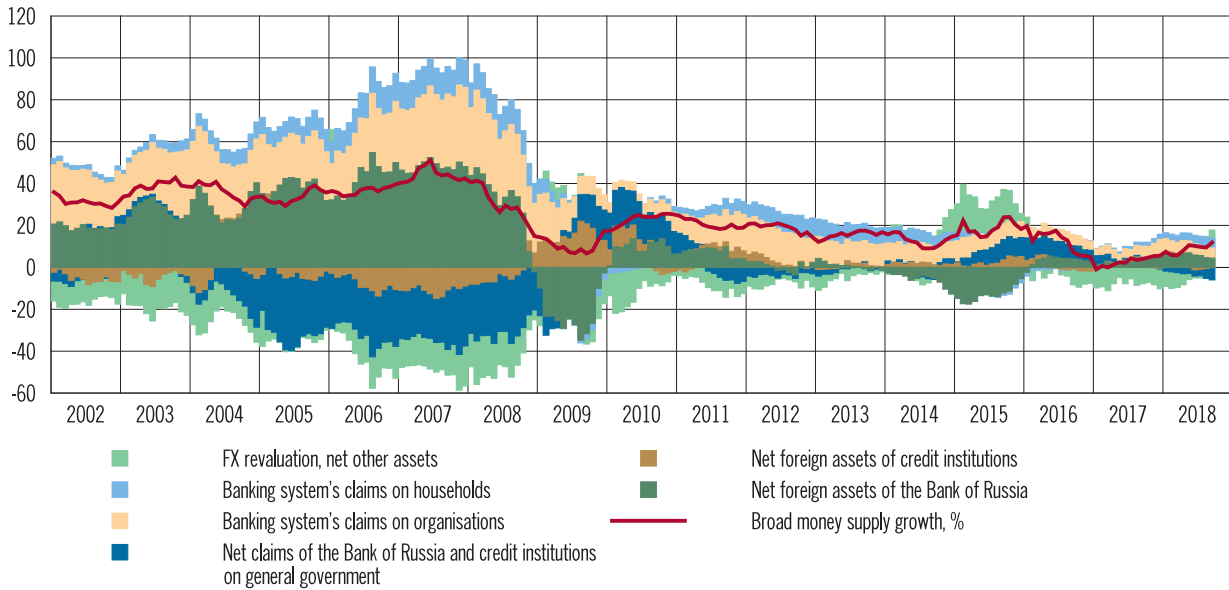 120
100
80
60
40
20
0
-20
-40
-60
2002 2003 2004 2005 2006 2007 2008 2009 2010 2011 2012 2013 2014 2015 2016 2017 2018
FX revaluation, net other assets
Banking system's claims on households
Banking system's claims on organisations
Net claims of the Bank of Russia and credit institutions
on general government
Net foreign assets of credit institutions
Net foreign assets of the Bank of Russia
Broad money supply growth, %